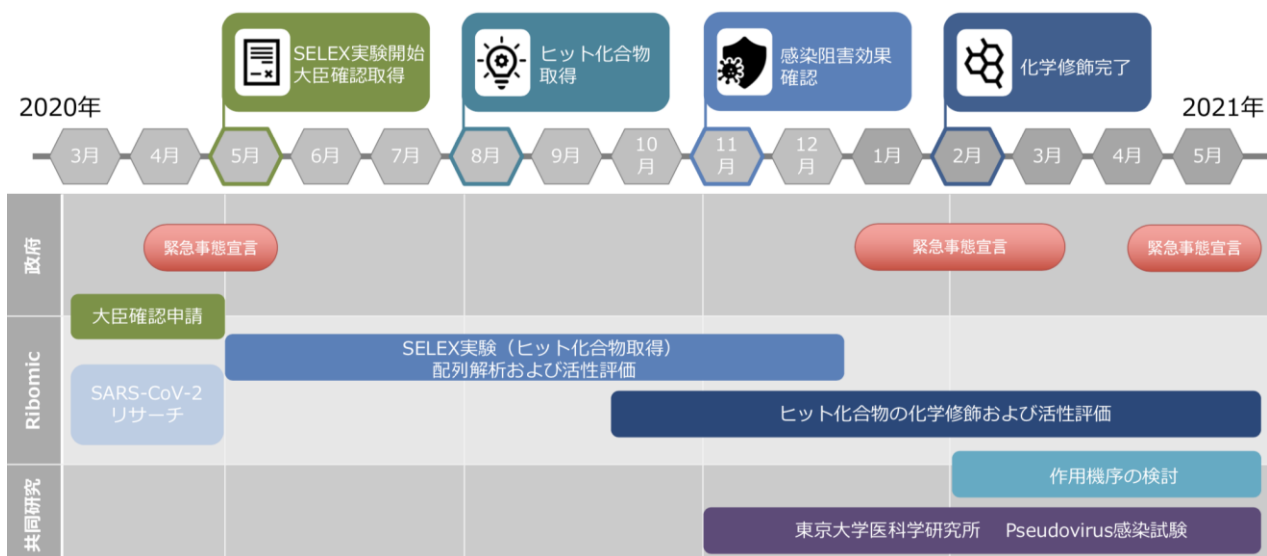 SELEX実験開始
大臣確認取得
ヒット化合物
取得
感染阻害効果
確認
化学修飾完了
2020年
2021年
3月
4月
5月
6月
7月
8月
9月
10
月
11
月
12
月
1月
2月
3月
4月
5月
政府
緊急事態宣言
緊急事態宣言
緊急事態宣言
大臣確認申請
Ribomic
SELEX実験（ヒット化合物取得）
配列解析および活性評価
SARS-CoV-2
リサーチ
ヒット化合物の化学修飾および活性評価
共同研究
作用機序の検討
東京大学医科学研究所 Pseudovirus感染試験